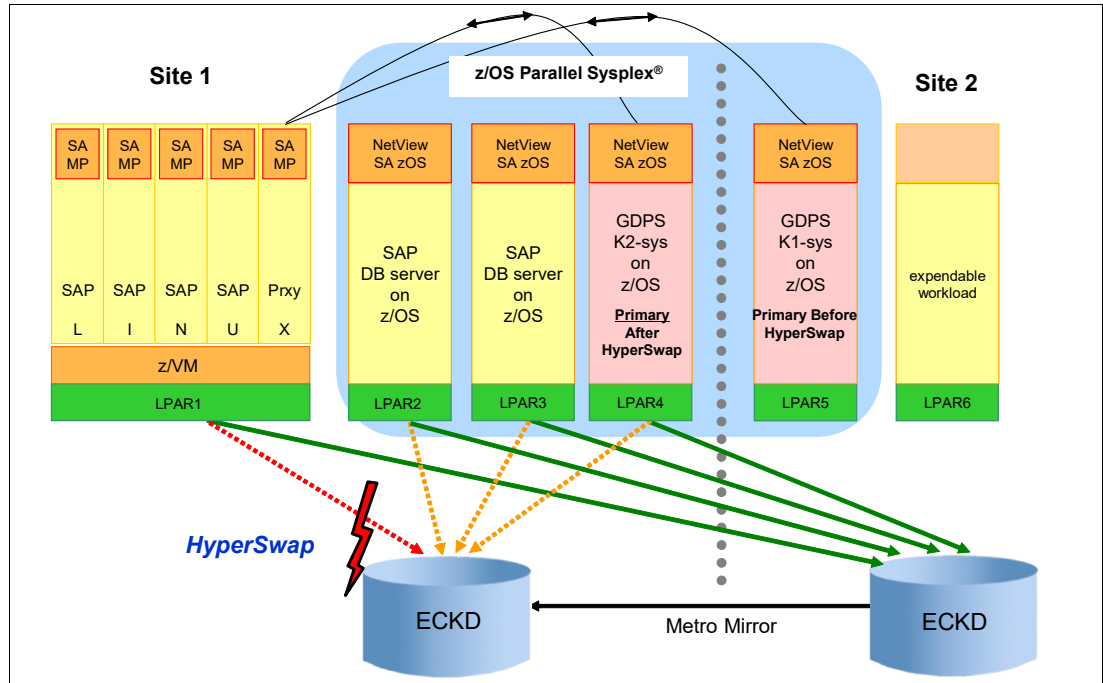 Site 1
z/OS Parallel Sysplex®
Site 2
SA
MP
SA
MP
SA
MP
SA
MP
SA
MP
NetView
SA zOS
NetView
SA zOS
NetView
SA zOS
NetView
SA zOS
SAP
L
SAP
I
SAP
N
SAP
U
Prxy
X
SAP
DB server
on
z/OS
SAP
DB server
on
z/OS
GDPS
K2-sys
on
z/OS
Primary
After
HyperSwap
GDPS
K1-sys
on
z/OS
Primary Before
HyperSwap
expendable
workload
z/VM
LPAR1
LPAR2
LPAR3
LPAR4
LPAR5
LPAR6
HyperSwap
ECKD
Metro Mirror
ECKD